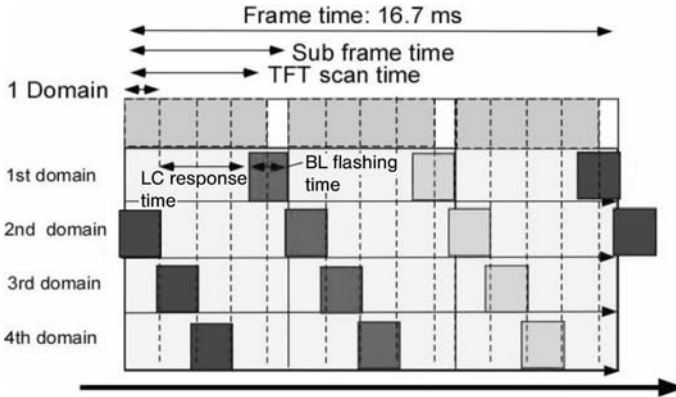 Frame time: 16.7 ms
Sub frame time
TFT scan time
1 Domain
1st domain
LC response
time
BL flashing
time
2nd domain
3rd domain
4th domain